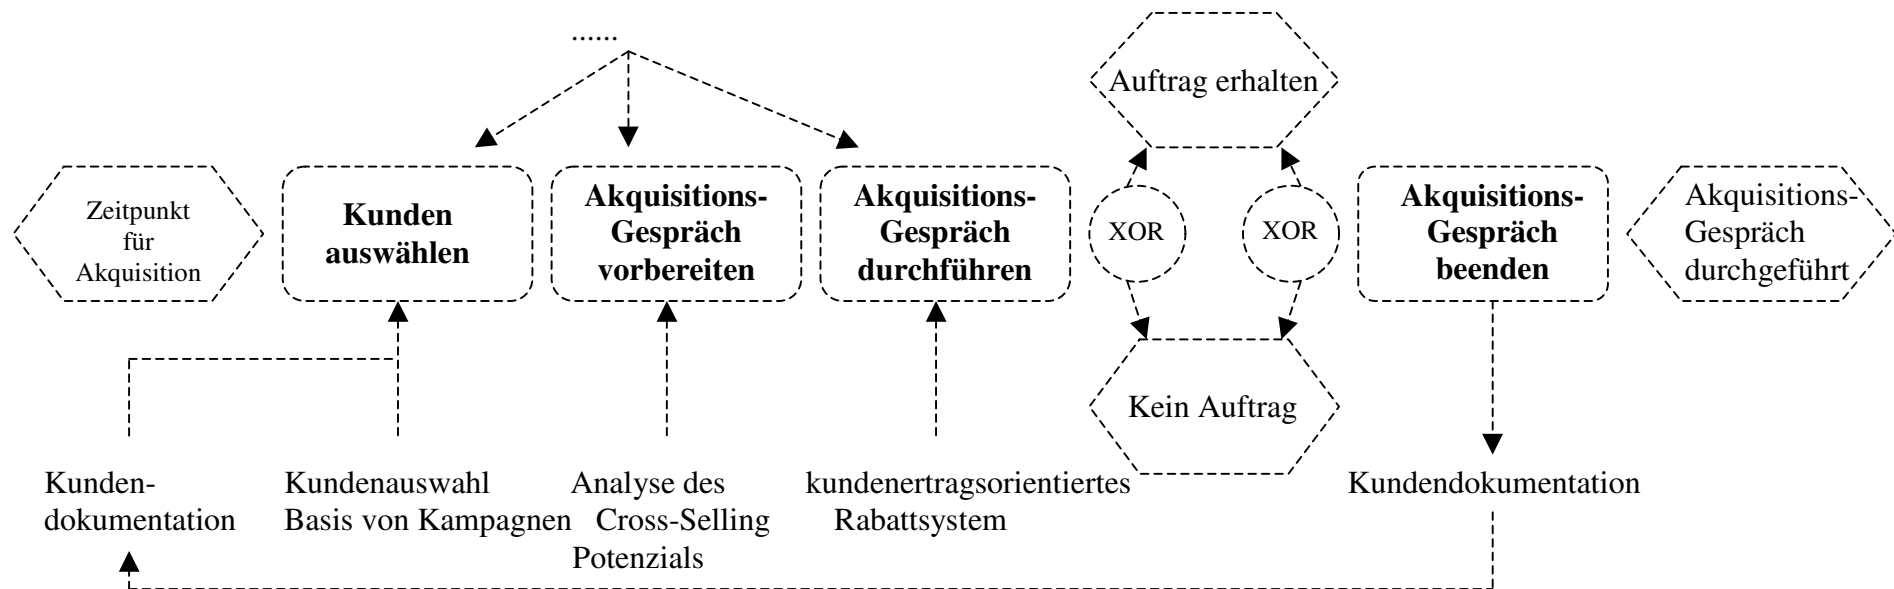 ......
Auftrag erhalten
Zeitpunkt
für
Akquisition
Kunden
auswählen
Akquisitions-
Gespräch
vorbereiten
Akquisitions-
Gespräch
durchführen
XOR
XOR
Akquisitions-
Gespräch
beenden
Akquisitions-
Gespräch
durchgeführt
Kein Auftrag
Kunden-
dokumentation
Kundenauswahl
Basis von Kampagnen
Analyse des
Cross-Selling
Potenzials
kundenertragsorientiertes
Rabattsystem
Kundendokumentation